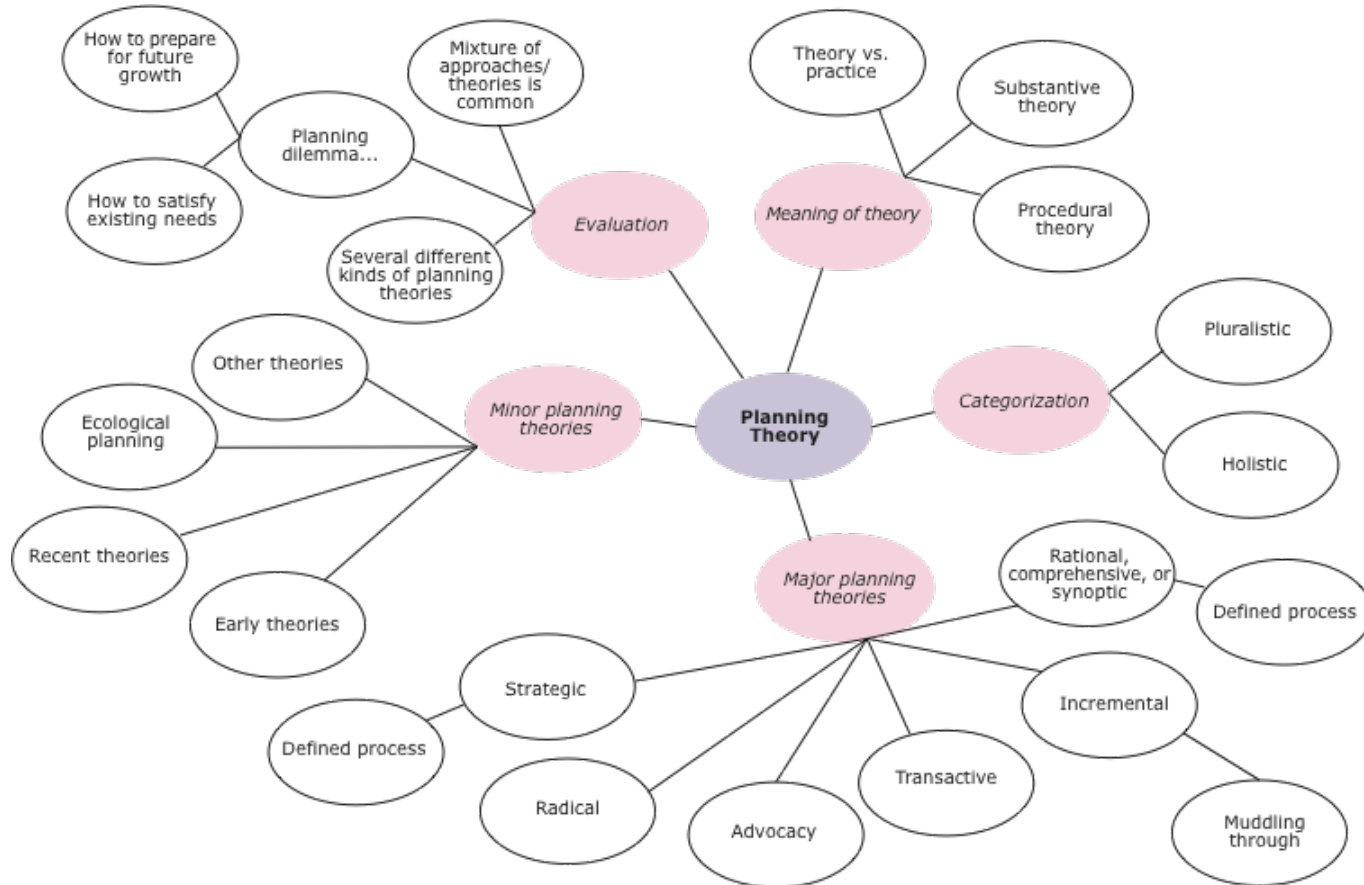 How to prepare
for future
growth
Mixture of
approaches/
theories is
common
Planning
dilemma...
How to satisfy
existing needs
Several different
kinds of planning
theories
Evaluation
Theory vs.
practice
Substantive
theory
Procedural
theory
Meaning of theory
Other theories
Ecological
planning
Recent theories
Early theories
Minor planning
theories
Planning
Theory
Categorization
Pluralistic
Holistic
Major planning
theories
Rational,
comprehensive, or
synoptic
Defined process
Incremental
Muddling
through
Transactive
Advocacy
Radical
Strategic
Defined process